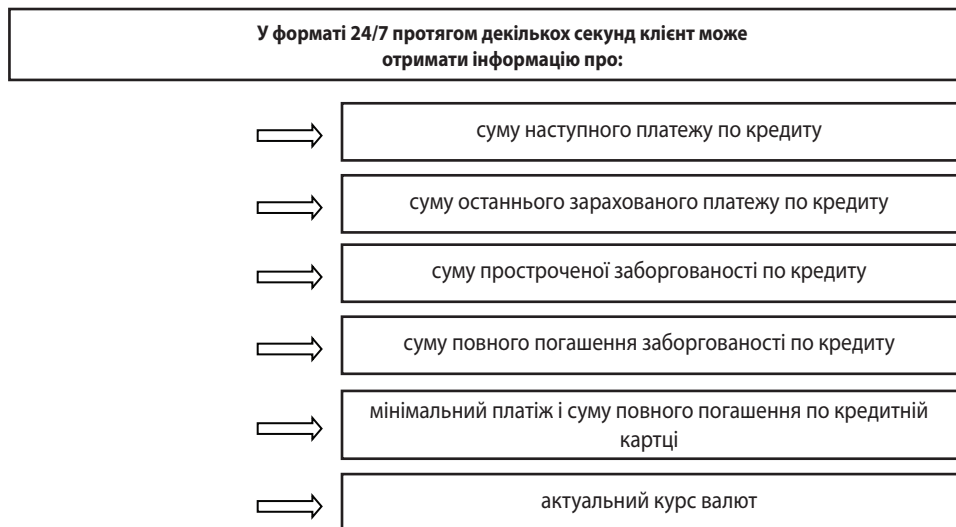 У форматі 24/7 протягом декількох секунд клієнт може
отримати інформацію про:
суму наступного платежу по кредиту
суму останнього зарахованого платежу по кредиту
суму простроченої заборгованості по кредиту
суму повного погашення заборгованості по кредиту
мінімальний платіж і суму повного погашення по кредитній
картці
актуальний курс валют